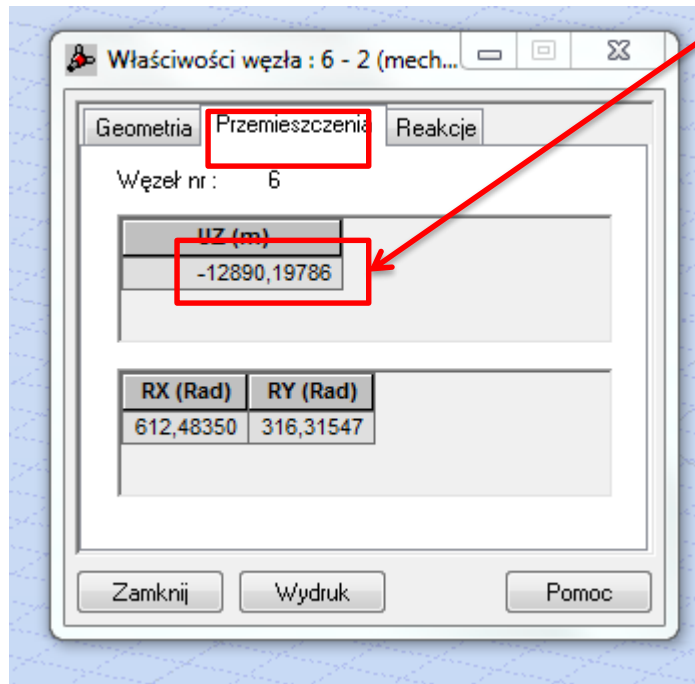 Właściwości węzła : 6 - 2 (mech...
Geometria Przemieszczenia Reakcje
Węzeł nr : 6
UZ (m)
-12890,19786
RX (Rad) RY (Rad)
612,48350 316,31547
Zamknij Wydruk Pomoc